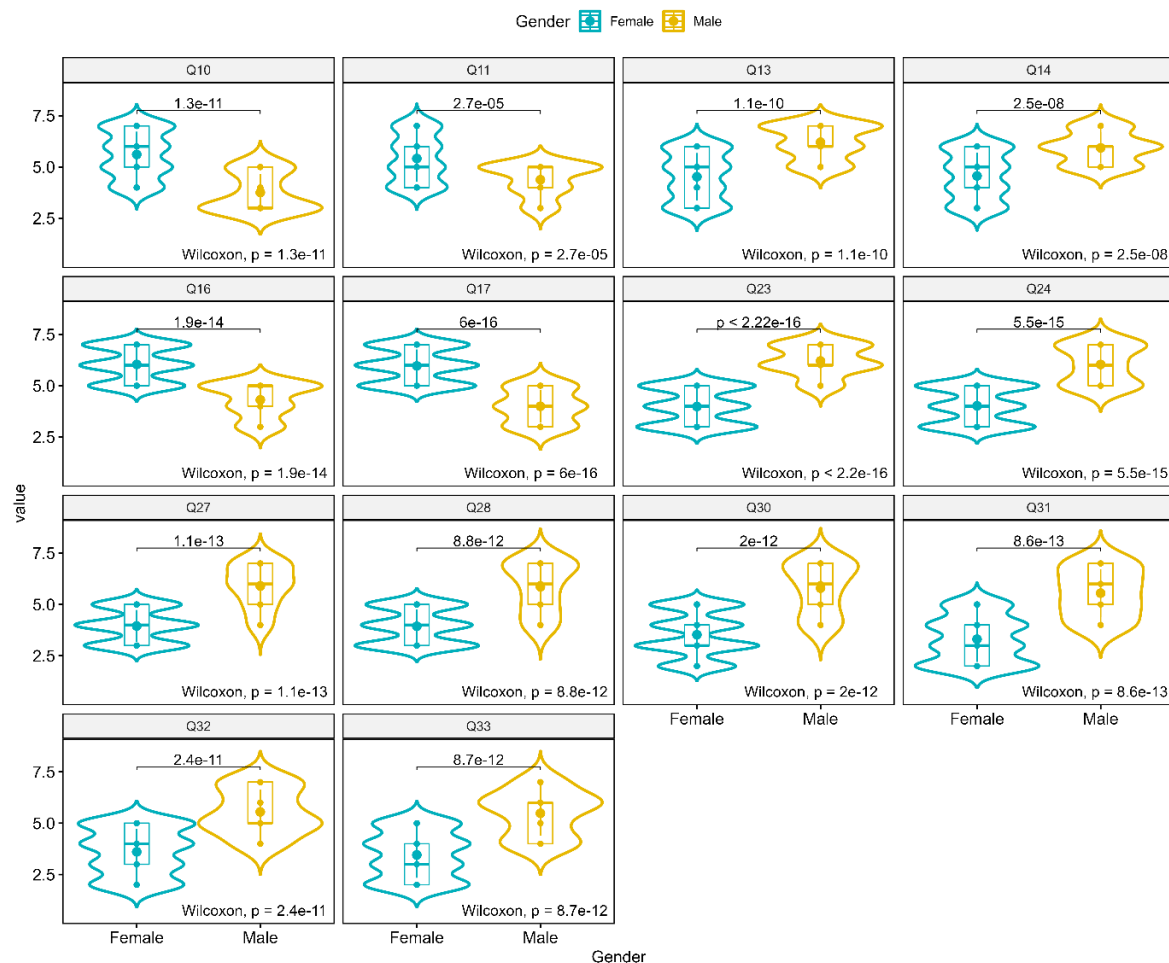 Gender Female Male
Q10 Q11 Q13 Q14
7.5
5.0
2.5
1.3e-11 2.7e-05 1.1e-10 2.5e-08
Wilcoxon, p = 1.3e-11 Wilcoxon, p = 2.7e-05 Wilcoxon, p = 1.1e-10 Wilcoxon, p = 2.5e-08
Q16 Q17 Q23 Q24
7.5
5.0
2.5
1.9e-14 6e-16 p < 2.22e-16 5.5e-15
Wilcoxon, p = 1.9e-14 Wilcoxon, p = 6e-16 Wilcoxon, p < 2.2e-16 Wilcoxon, p = 5.5e-15
value
Q27 Q28 Q30 Q31
7.5
5.0
2.5
1.1e-13 8.8e-12 2e-12 8.6e-13
Wilcoxon, p = 1.1e-13 Wilcoxon, p = 8.8e-12 Wilcoxon, p = 2e-12 Wilcoxon, p = 8.6e-13
Female Male Female Male
Q32 Q33
7.5
5.0
2.5
2.4e-11 8.7e-12
Wilcoxon, p = 2.4e-11 Wilcoxon, p = 8.7e-12
Female Male Female Male
Gender